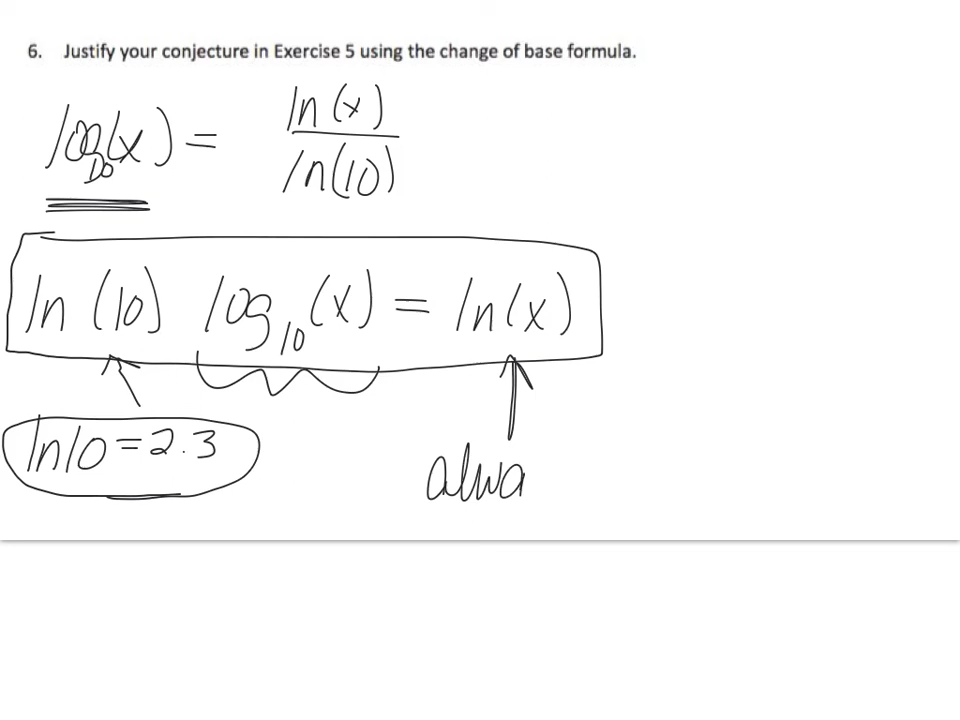 6. Justify your conjecture in Exercise 5 using the change of base formula.
log₁₀(x) = ln(x) / ln(10)
ln(10) log₁₀(x) = ln(x)
ln10=2.3
alwa